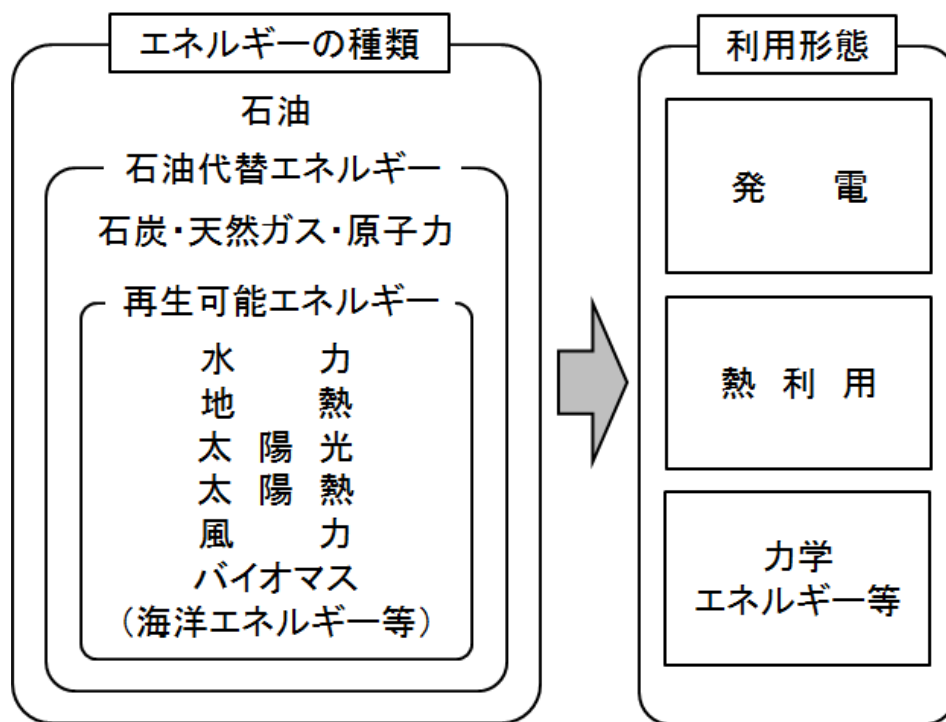 エネルギーの種類
石油
石油代替エネルギー
石炭・天然ガス・原子力
再生可能エネルギー
水　力
地　熱
太 陽 光
太 陽 熱
風　力
バイオマス
（海洋エネルギー等）
利用形態
発　電
熱 利 用
力学
エネルギー等